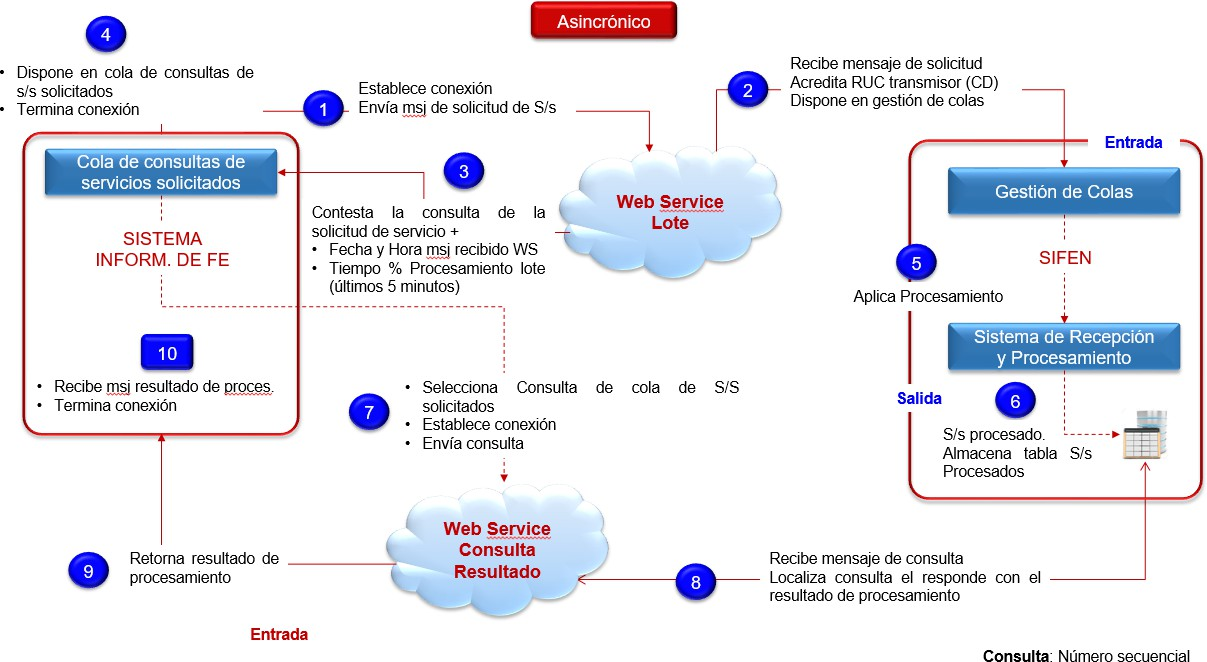 Asincrónico
4
• Dispone en cola de consultas de
s/s solicitados
• Termina conexión
1
Establece conexión
Envía msj de solicitud de S/s
2
Recibe mensaje de solicitud
Acredita RUC transmisor (CD)
Dispone en gestión de colas
Cola de consultas de
servicios solicitados
SISTEMA
INFORM. DE FE
3
Contesta la consulta de la
solicitud de servicio +
• Fecha y Hora msj recibido WS
• Tiempo % Procesamiento lote
(últimos 5 minutos)
Web Service
Lote
Entrada
Gestión de Colas
SIFEN
5
Aplica Procesamiento
Sistema de Recepción
y Procesamiento
Salida
6
S/s procesado.
Almacena tabla S/s
Procesados
10
• Recibe msj resultado de proces.
• Termina conexión
7
• Selecciona Consulta de cola de S/S
solicitados
• Establece conexión
• Envía consulta
Web Service
Consulta
Resultado
9
Retorna resultado de
procesamiento
8
Recibe mensaje de consulta
Localiza consulta el responde con el
resultado de procesamiento
Entrada
Consulta: Número secuencial